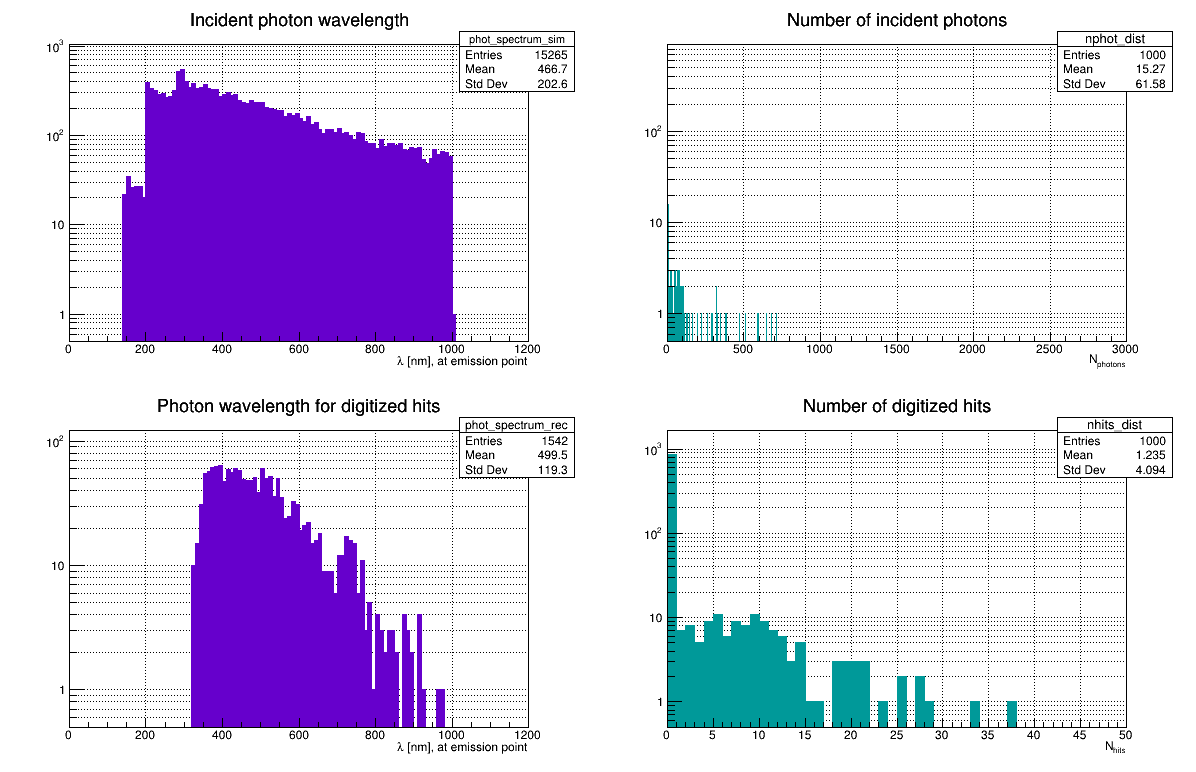 Incident photon wavelength
phot_spectrum_sim
Entries 15265
Mean 466.7
Std Dev 202.6
10³
10²
10
1
0 200 400 600 800 1000 1200
λ [nm], at emission point
Number of incident photons
nphot_dist
Entries 1000
Mean 15.27
Std Dev 61.58
10²
10
1
0 500 1000 1500 2000 2500 3000
Nphotons
Photon wavelength for digitized hits
phot_spectrum_rec
Entries 1542
Mean 499.5
Std Dev 119.3
10²
10
1
0 200 400 600 800 1000 1200
λ [nm], at emission point
Number of digitized hits
nhits_dist
Entries 1000
Mean 1.235
Std Dev 4.094
10³
10²
10
1
0 5 10 15 20 25 30 35 40 45 50
Nhits